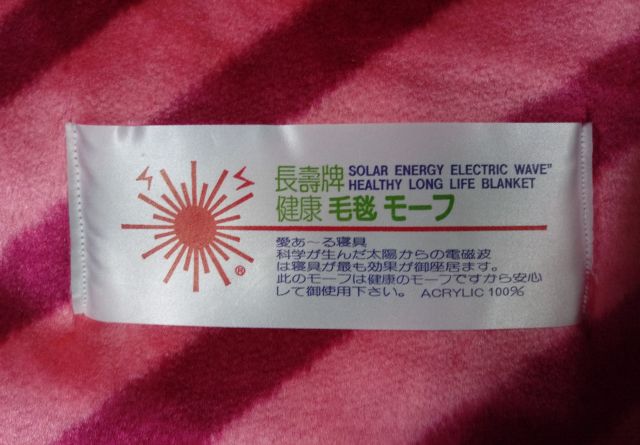 長壽牌 SOLAR ENERGY ELECTRIC WAVE"
健康 毛毯 モーフ HEALTHY LONG LIFE BLANKET
愛あ〜る寝具
科学が生んだ太陽からの電磁波
は寝具が最も効果が御座居ます。
此のモーフは健康のモーフですから安心
して御使用下さい。 ACRYLIC 100%
®